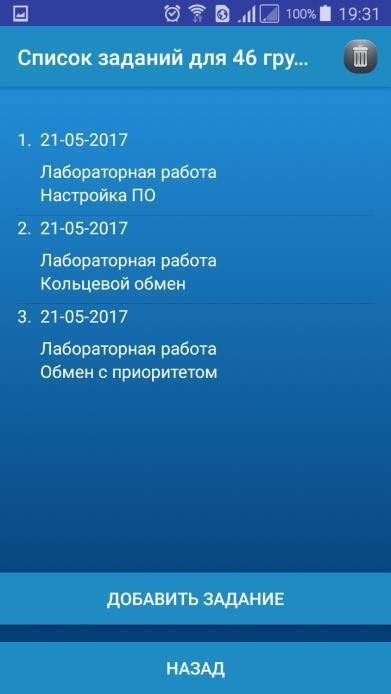 100% 19:31
Список заданий для 46 гру...
1. 21-05-2017
Лабораторная работа
Настройка ПО
2. 21-05-2017
Лабораторная работа
Кольцевой обмен
3. 21-05-2017
Лабораторная работа
Обмен с приоритетом
ДОБАВИТЬ ЗАДАНИЕ
НАЗАД